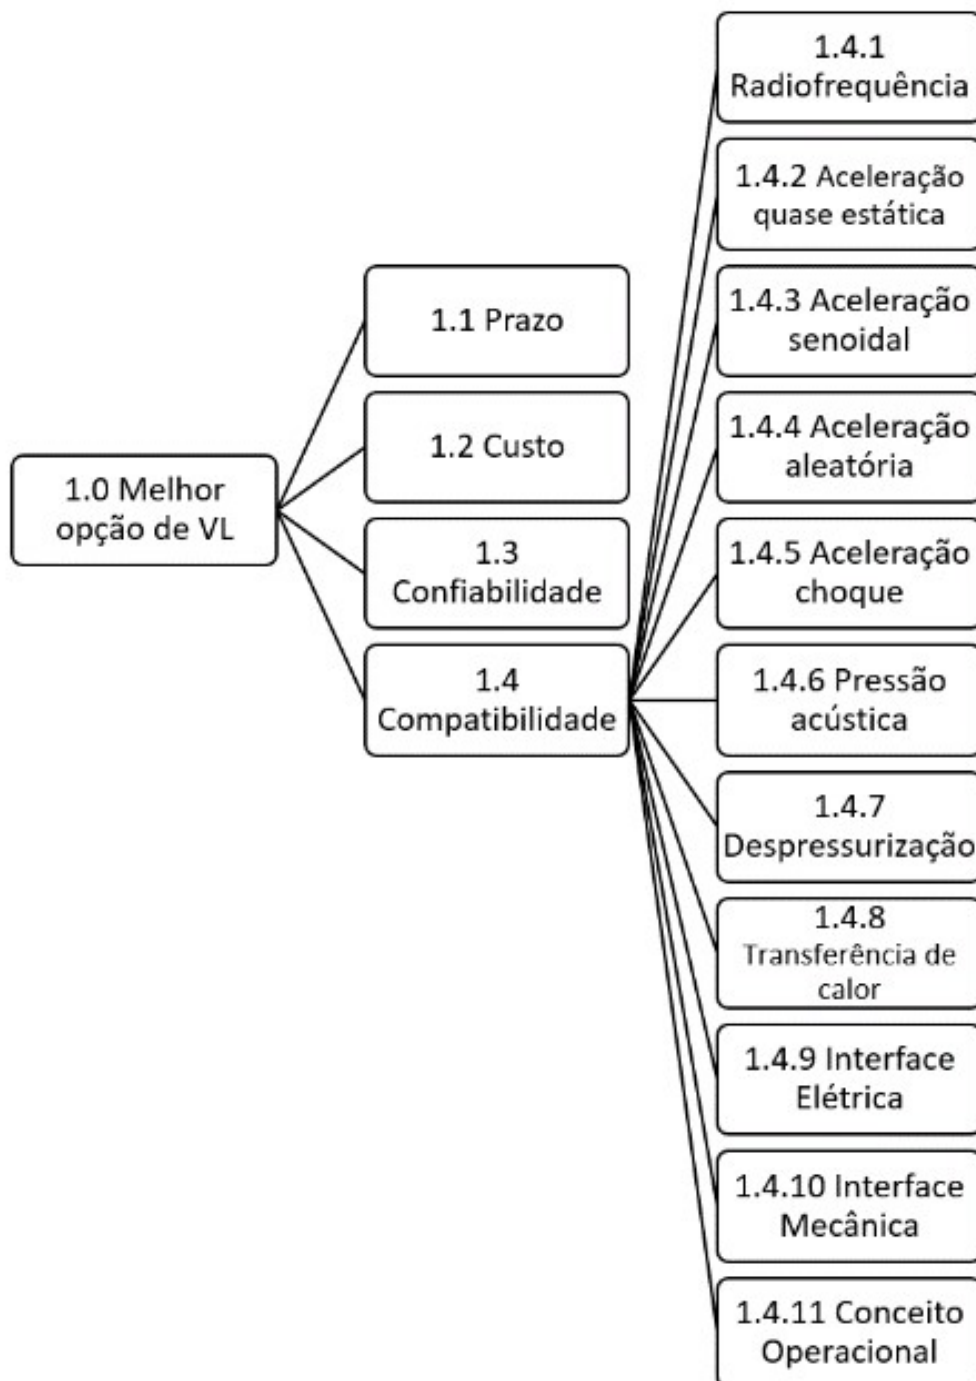 1.0 Melhor
opção de VL
1.1 Prazo
1.2 Custo
1.3
Confiabilidade
1.4
Compatibilidade
1.4.1
Radiofrequência
1.4.2 Aceleração
quase estática
1.4.3 Aceleração
senoidal
1.4.4 Aceleração
aleatória
1.4.5 Aceleração
choque
1.4.6 Pressão
acústica
1.4.7
Despressurização
1.4.8
Transferência de
calor
1.4.9 Interface
Elétrica
1.4.10 Interface
Mecânica
1.4.11 Conceito
Operacional